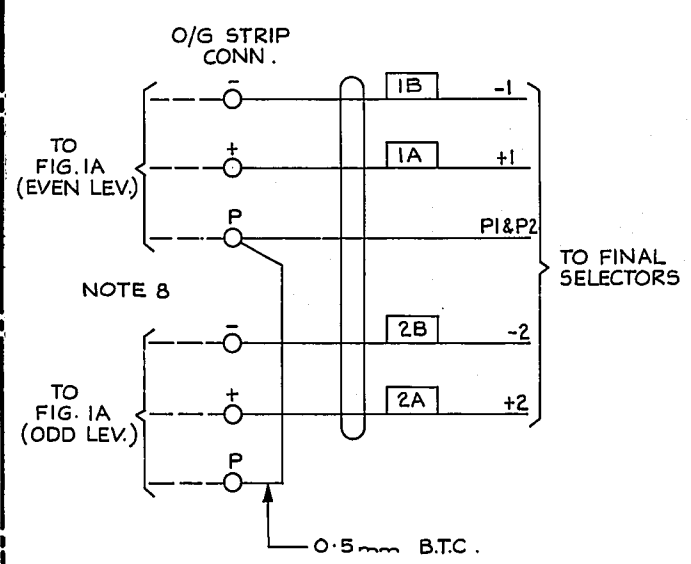 O/G STRIP
CONN.
- 1B -1
TO
FIG.1A
(EVEN LEV.)
+ 1A +1
P P1&P2
TO FINAL
SELECTORS
NOTE 8
- 2B -2
TO
FIG. 1A
(ODD LEV.)
+ 2A +2
P
0·5mm B.T.C.